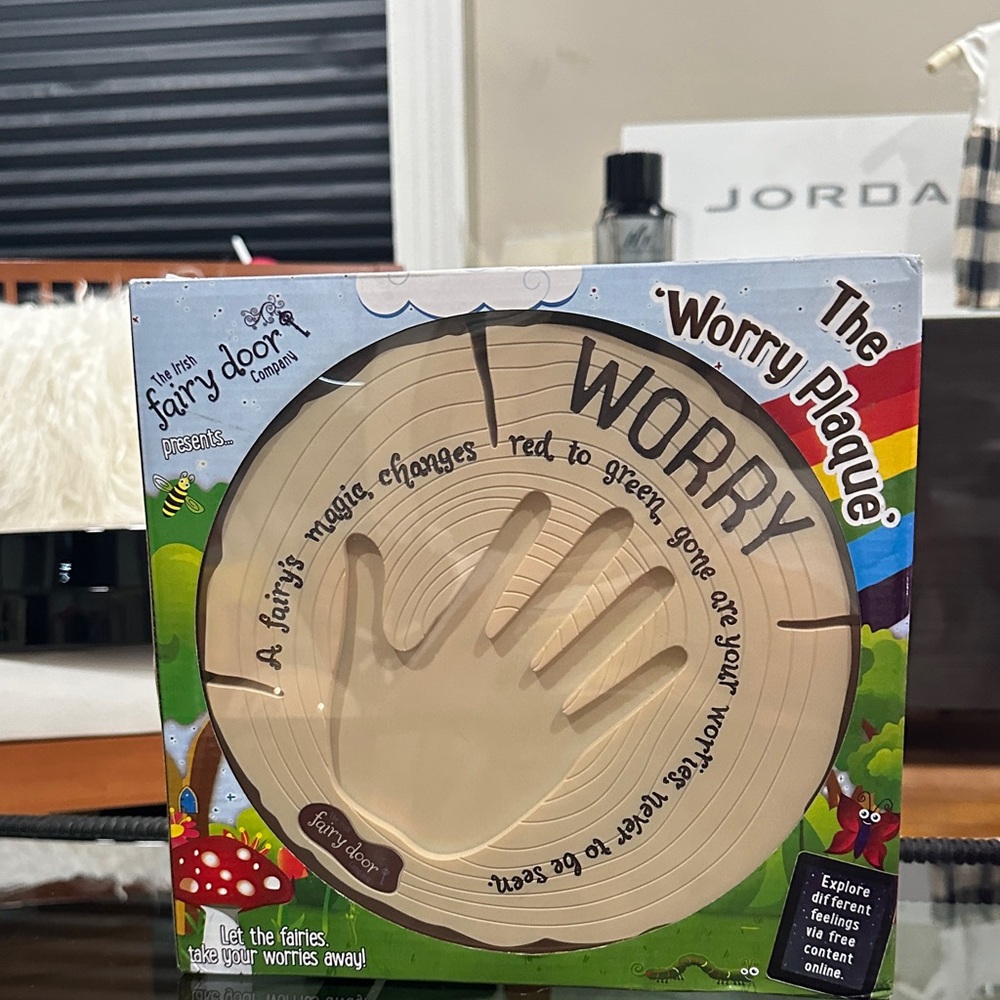 JORDA
The Irish
fairy door
Company
presents...
The
'Worry Plaque'
WORRY
A fairy's magic, changes red to green, gone are your worries, never to be seen.
fairy door
Let the fairies,
take your worries away!
Explore
different
feelings
via free
content
online.